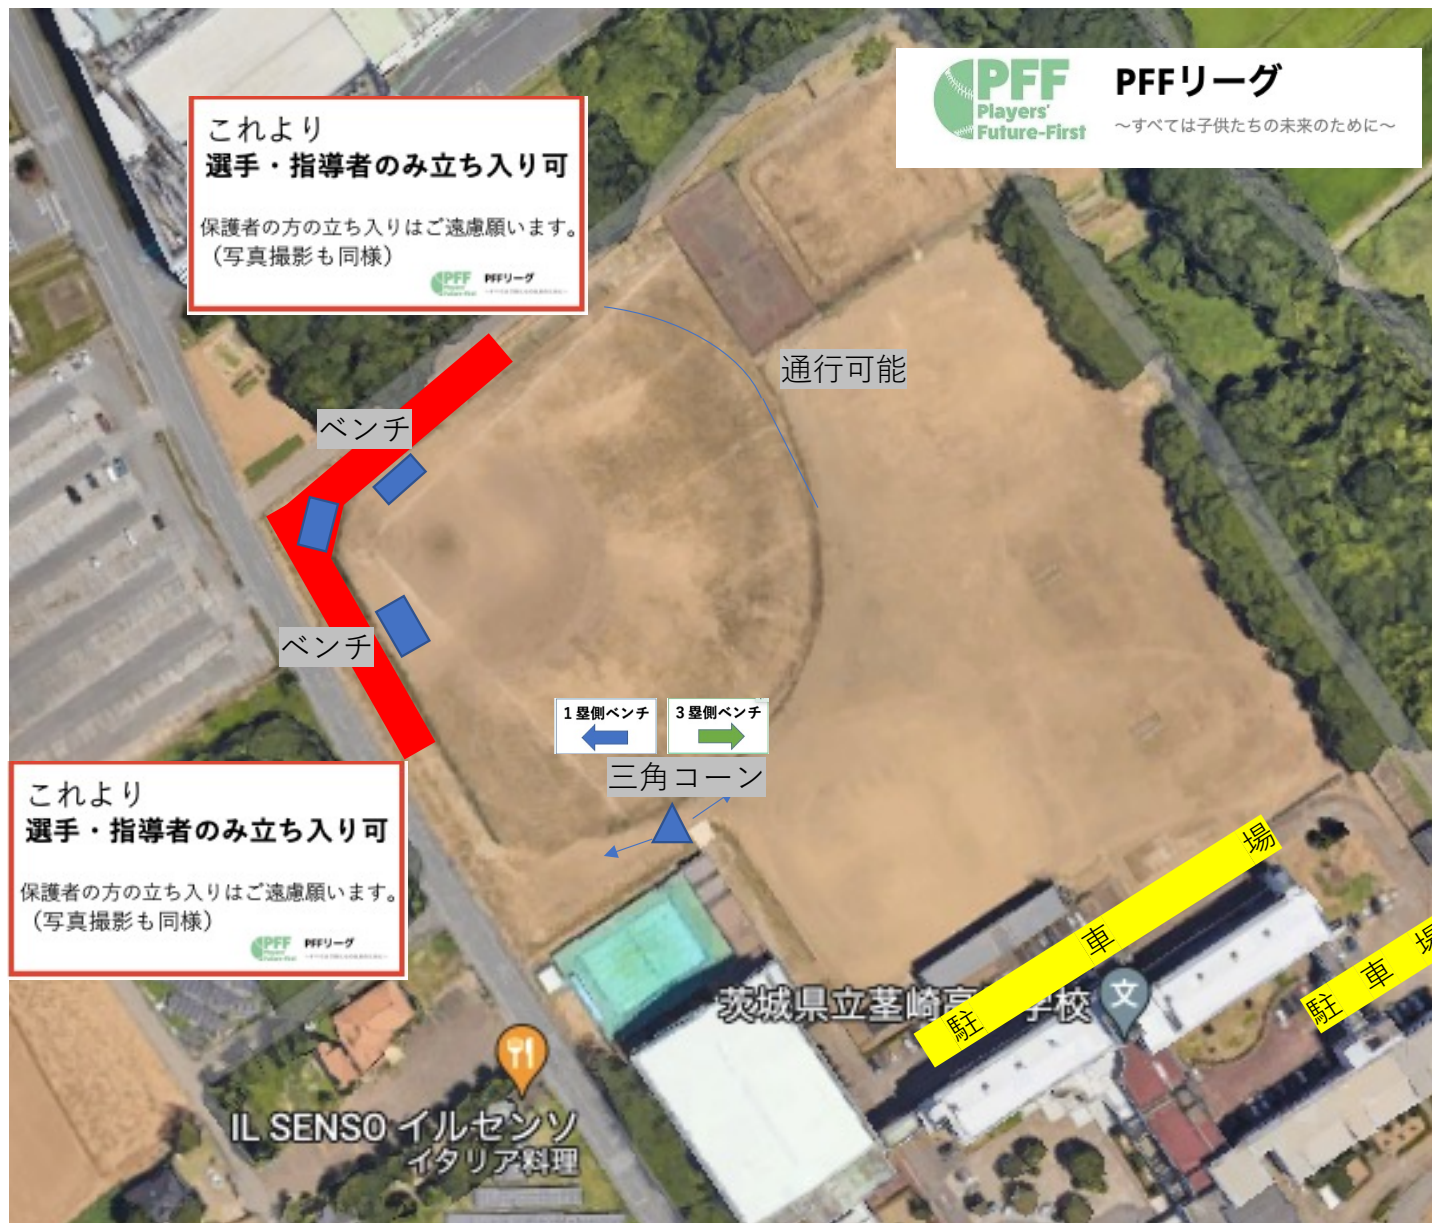 PFF
Players'
Future-First
PFFリーグ
～すべては子供たちの未来のために～
これより
選手・指導者のみ立ち入り可
保護者の方の立ち入りはご遠慮願います。
（写真撮影も同様）
PFF
Players'
Future-First
PFFリーグ
通行可能
ベンチ
ベンチ
1塁側ベンチ
3塁側ベンチ
三角コーン
これより
選手・指導者のみ立ち入り可
保護者の方の立ち入りはご遠慮願います。
（写真撮影も同様）
PFF
Players'
Future-First
PFFリーグ
駐車場
駐車場
茨城県立茎崎高
学校
文
IL SENSO イルセンソ
イタリア料理